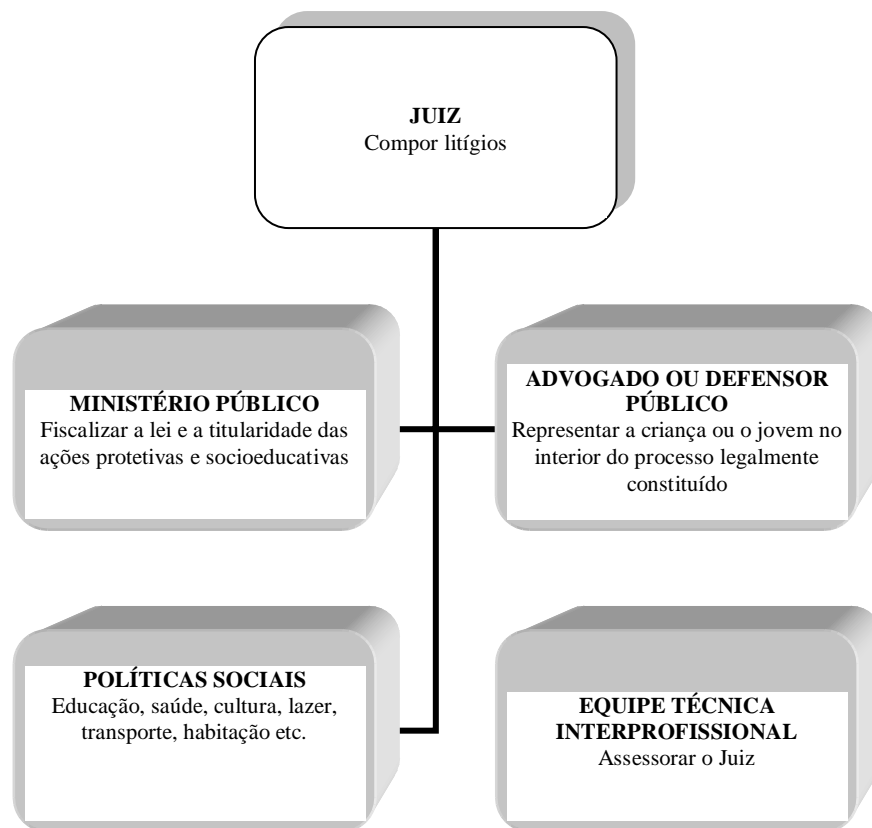 JUIZ
Compor litígios
MINISTÉRIO PÚBLICO
Fiscalizar a lei e a titularidade das
ações protetivas e socioeducativas
ADVOGADO OU DEFENSOR
PÚBLICO
Representar a criança ou o jovem no
interior do processo legalmente
constituído
POLÍTICAS SOCIAIS
Educação, saúde, cultura, lazer,
transporte, habitação etc.
EQUIPE TÉCNICA
INTERPROFISSIONAL
Assessorar o Juiz